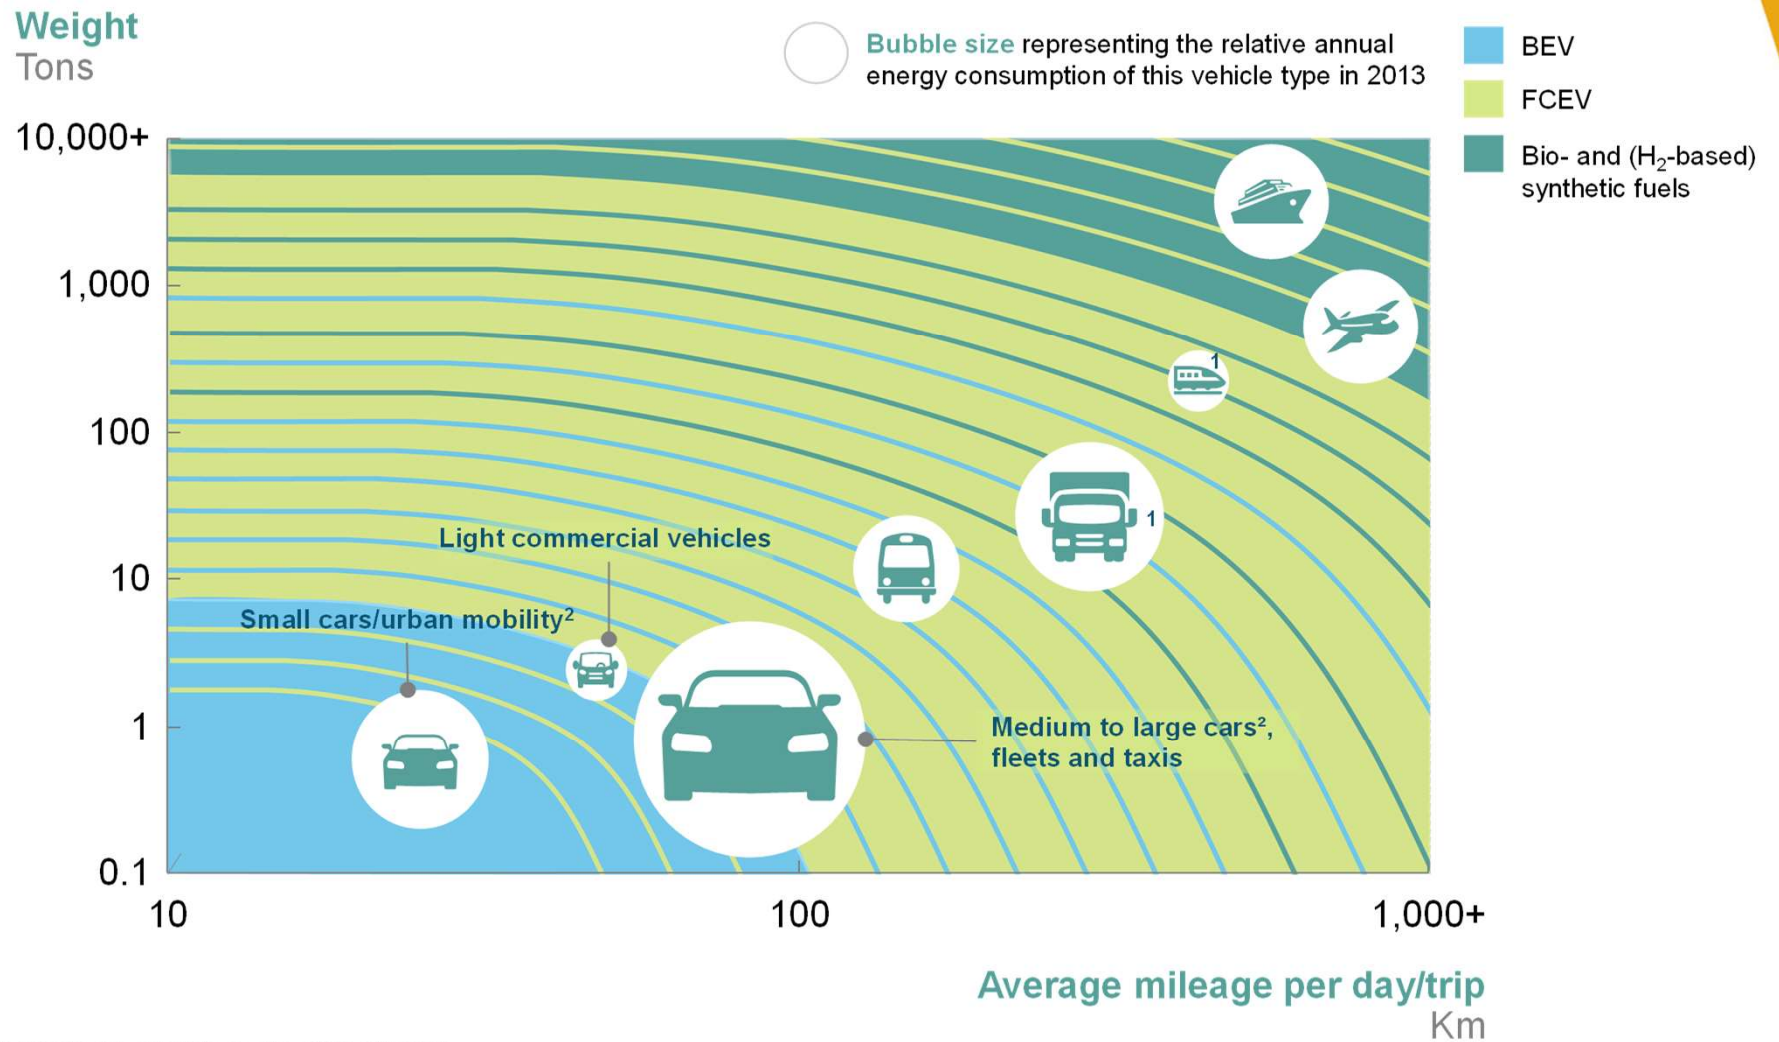 Weight
Tons
Bubble size representing the relative annual
energy consumption of this vehicle type in 2013
BEV
FCEV
Bio- and (H₂-based)
synthetic fuels
10,000+
1,000
100
10
1
0.1
10
100
1,000+
1
1
Light commercial vehicles
Small cars/urban mobility²
Medium to large cars²,
fleets and taxis
Average mileage per day/trip
Km